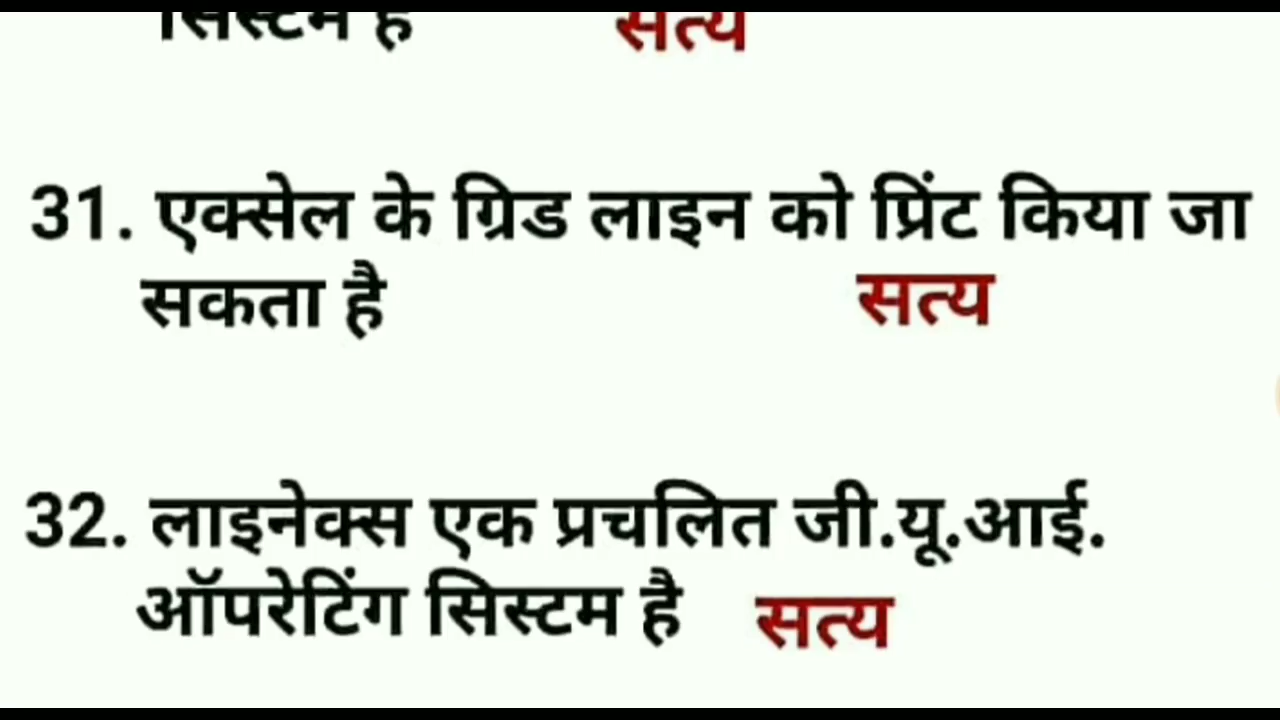 सिस्टम है सत्य
31. एक्सेल के ग्रिड लाइन को प्रिंट किया जा
सकता है सत्य
32. लाइनेक्स एक प्रचलित जी.यू.आई.
ऑपरेटिंग सिस्टम है सत्य